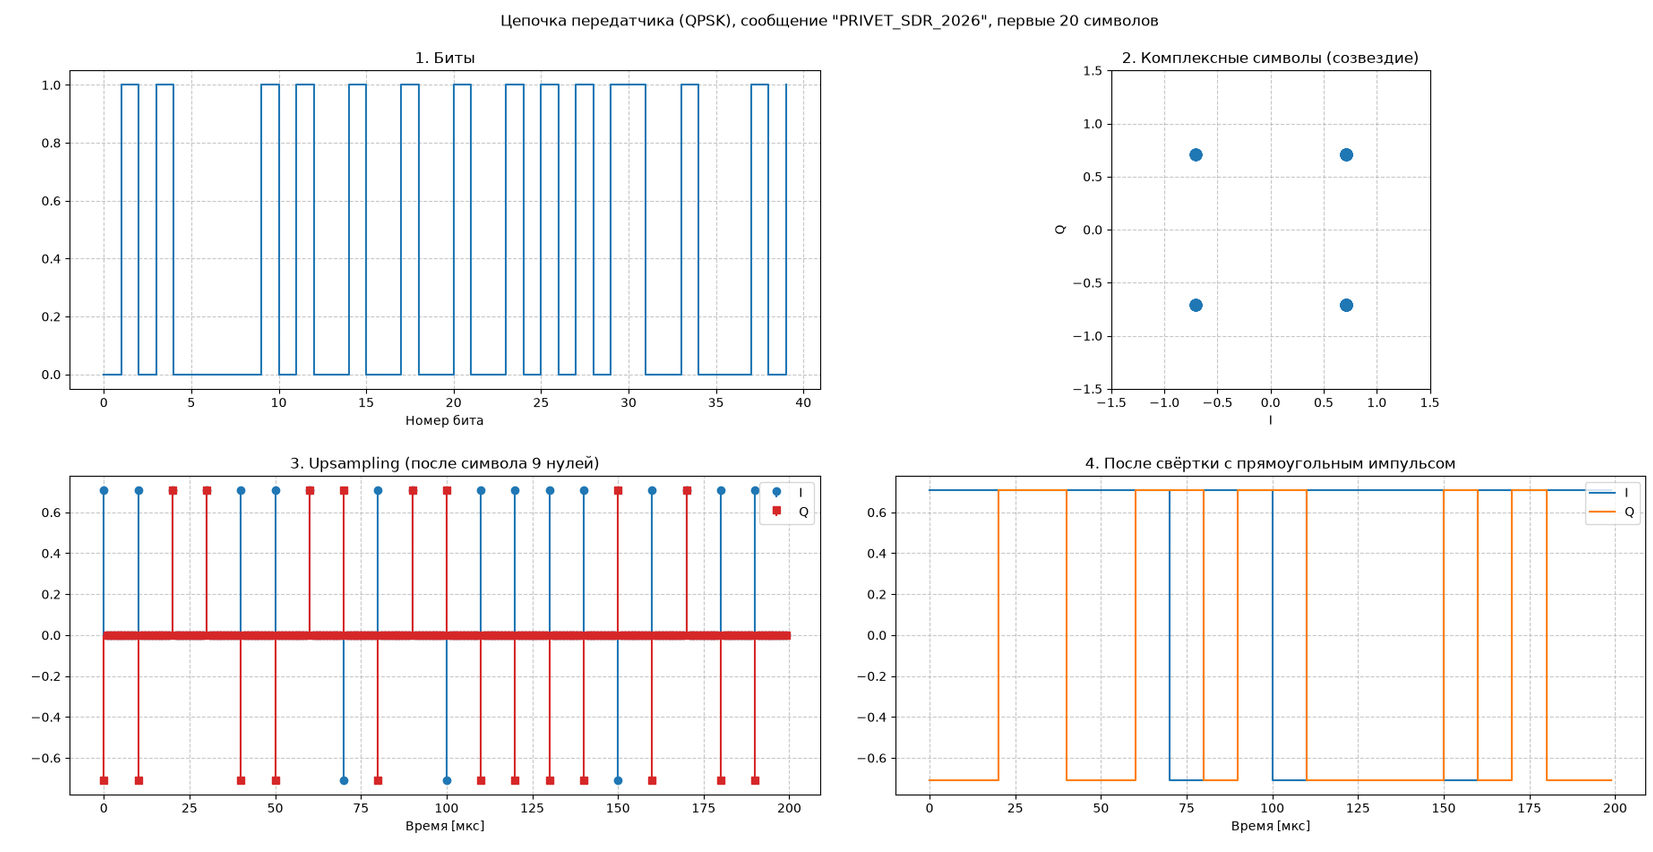 Цепочка передатчика (QPSK), сообщение "PRIVET_SDR_2026", первые 20 символов
1. Биты
1.0
0.8
0.6
0.4
0.2
0.0
0 5 10 15 20 25 30 35 40
Номер бита
2. Комплексные символы (созвездие)
1.5
1.0
0.5
0.0
−0.5
−1.0
−1.5
Q
−1.5 −1.0 −0.5 0.0 0.5 1.0 1.5
I
3. Upsampling (после символа 9 нулей)
0.6
0.4
0.2
0.0
−0.2
−0.4
−0.6
I
Q
0 25 50 75 100 125 150 175 200
Время [мкс]
4. После свёртки с прямоугольным импульсом
0.6
0.4
0.2
0.0
−0.2
−0.4
−0.6
I
Q
0 25 50 75 100 125 150 175 200
Время [мкс]